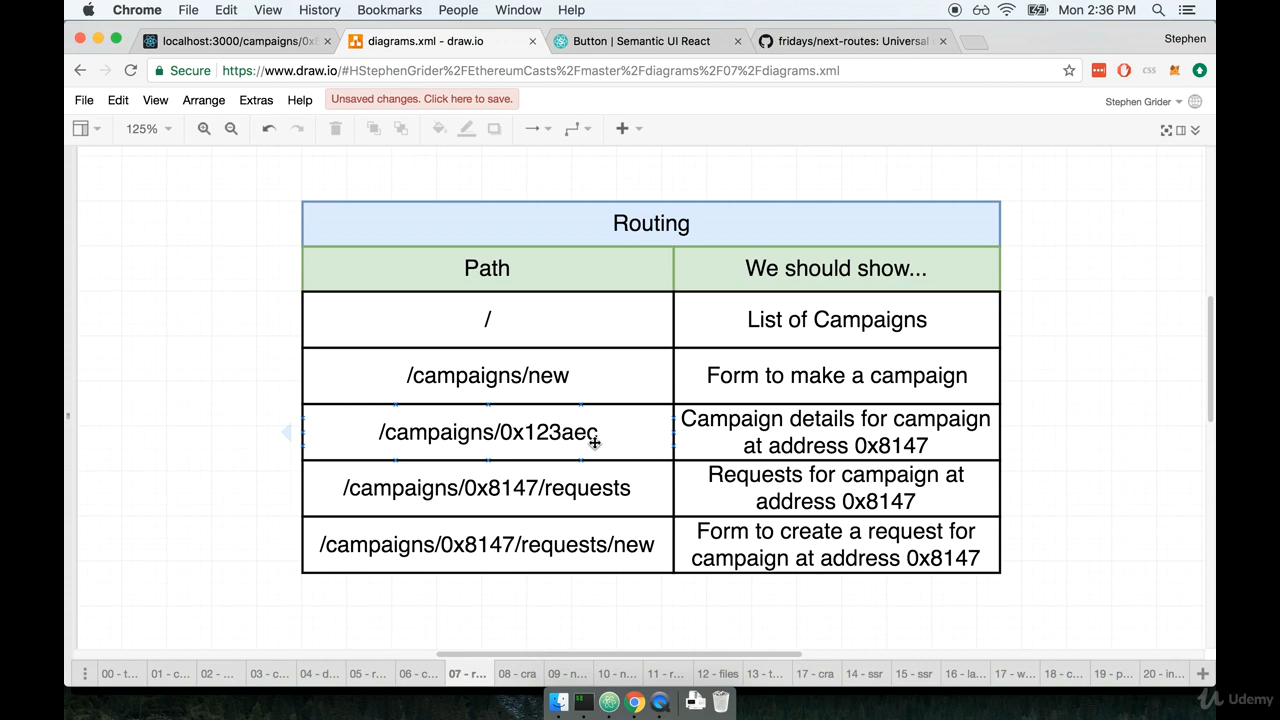 Chrome File Edit View History Bookmarks People Window Help Mon 2:36 PM
localhost:3000/campaigns/0x8 diagrams.xml - draw.io Button | Semantic UI React fridays/next-routes: Universal Stephen
Secure https://www.draw.io/#HStephenGrider%2FEthereumCasts%2Fmaster%2Fdiagrams%2F07%2Fdiagrams.xml
File Edit View Arrange Extras Help Unsaved changes. Click here to save. Stephen Grider
125%
Routing
Path We should show...
/ List of Campaigns
/campaigns/new Form to make a campaign
/campaigns/0x123aec Campaign details for campaign
at address 0x8147
/campaigns/0x8147/requests Requests for campaign at
address 0x8147
/campaigns/0x8147/requests/new Form to create a request for
campaign at address 0x8147
00 - t... 01 - c... 02 - ... 03 - c... 04 - d... 05 - r... 06 - c... 07 - r... 08 - cra 09 - n... 10 - n... 11 - r... 12 - files 13 - t... 17 - cra 14 - ssr 15 - ssr 16 - la... 17 - w... 18 - c... 19 - p... 20 - in...
Udemy